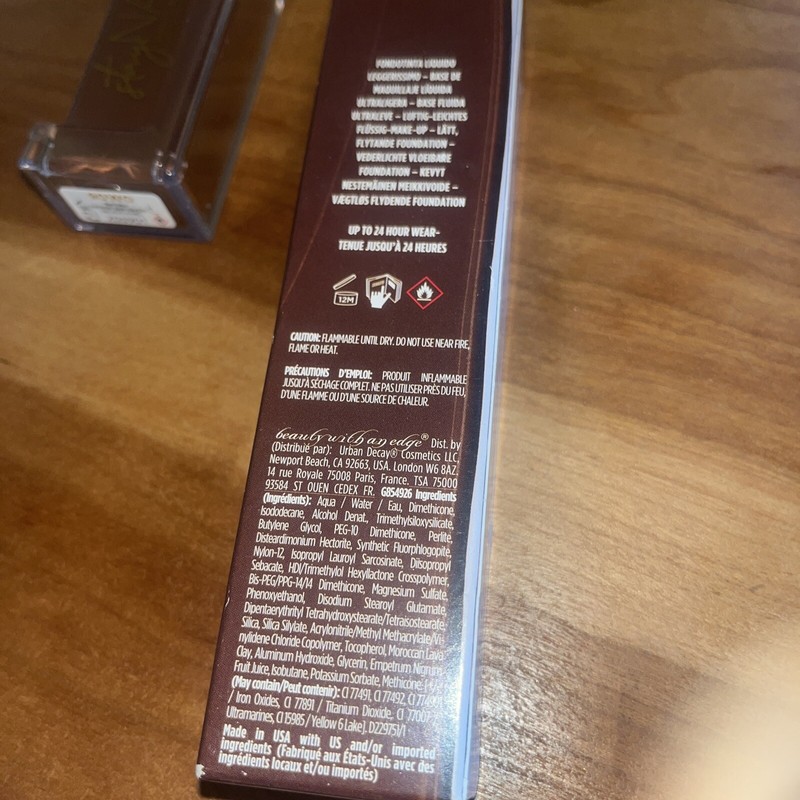 FONDOTINTA LIQUIDO
LEGGERISSIMO – BASE DE
MAQUILLAJE LÍQUIDA
ULTRALIGERA – BASE FLUIDA
ULTRALEVE – LUFTIG-LEICHTES
FLÜSSIG-MAKE-UP – LÄTT,
FLYTANDE FOUNDATION –
VEDERLICHTE VLOEIBARE
FOUNDATION – KEVYT
NESTEMÄINEN MEIKKIVOIDE –
VÆGTLØS FLYDENDE FOUNDATION
UP TO 24 HOUR WEAR-
TENUE JUSQU'À 24 HEURES
12M
CAUTION: FLAMMABLE UNTIL DRY. DO NOT USE NEAR FIRE,
FLAME OR HEAT.
PRÉCAUTIONS D'EMPLOI: PRODUIT INFLAMMABLE
JUSQU'À SÉCHAGE COMPLET. NE PAS UTILISER PRÈS DU FEU,
D'UNE FLAMME OU D'UNE SOURCE DE CHALEUR.
beauty with an edge® Dist. by
(Distribué par): Urban Decay® Cosmetics LLC,
Newport Beach, CA 92663, USA. London W6 8AZ.
14 rue Royale 75008 Paris, France. TSA 75000
93584 ST OUEN CEDEX FR. G854926 Ingredients
(Ingrédients): Aqua / Water / Eau, Dimethicone,
Isododecane, Alcohol Denat., Trimethylsiloxysilicate,
Butylene Glycol, PEG-10 Dimethicone, Perlite,
Disteardimonium Hectorite, Synthetic Fluorphlogopite,
Nylon-12, Isopropyl Lauroyl Sarcosinate, Diisopropyl
Sebacate, HDI/Trimethylol Hexyllactone Crosspolymer,
Bis-PEG/PPG-14/14 Dimethicone, Magnesium Sulfate,
Phenoxyethanol, Disodium Stearoyl Glutamate,
Dipentaerythrityl Tetrahydroxystearate/Tetraisostearate,
Silica, Silica Silylate, Acrylonitrile/Methyl Methacrylate/Vi-
nylidene Chloride Copolymer, Tocopherol, Moroccan Lava
Clay, Aluminum Hydroxide, Glycerin, Empetrum Nigrum
Fruit Juice, Isobutane, Potassium Sorbate, Methicone. [+/-
(May contain/Peut contenir): CI 77491, CI 77492, CI 77499
/ Iron Oxides, CI 77891 / Titanium Dioxide, CI 77007 /
Ultramarines, CI 15985 / Yellow 6 Lake]. D229751/1
Made in USA with US and/or imported
ingredients (Fabriqué aux États-Unis avec des
ingrédients locaux et/ou importés)